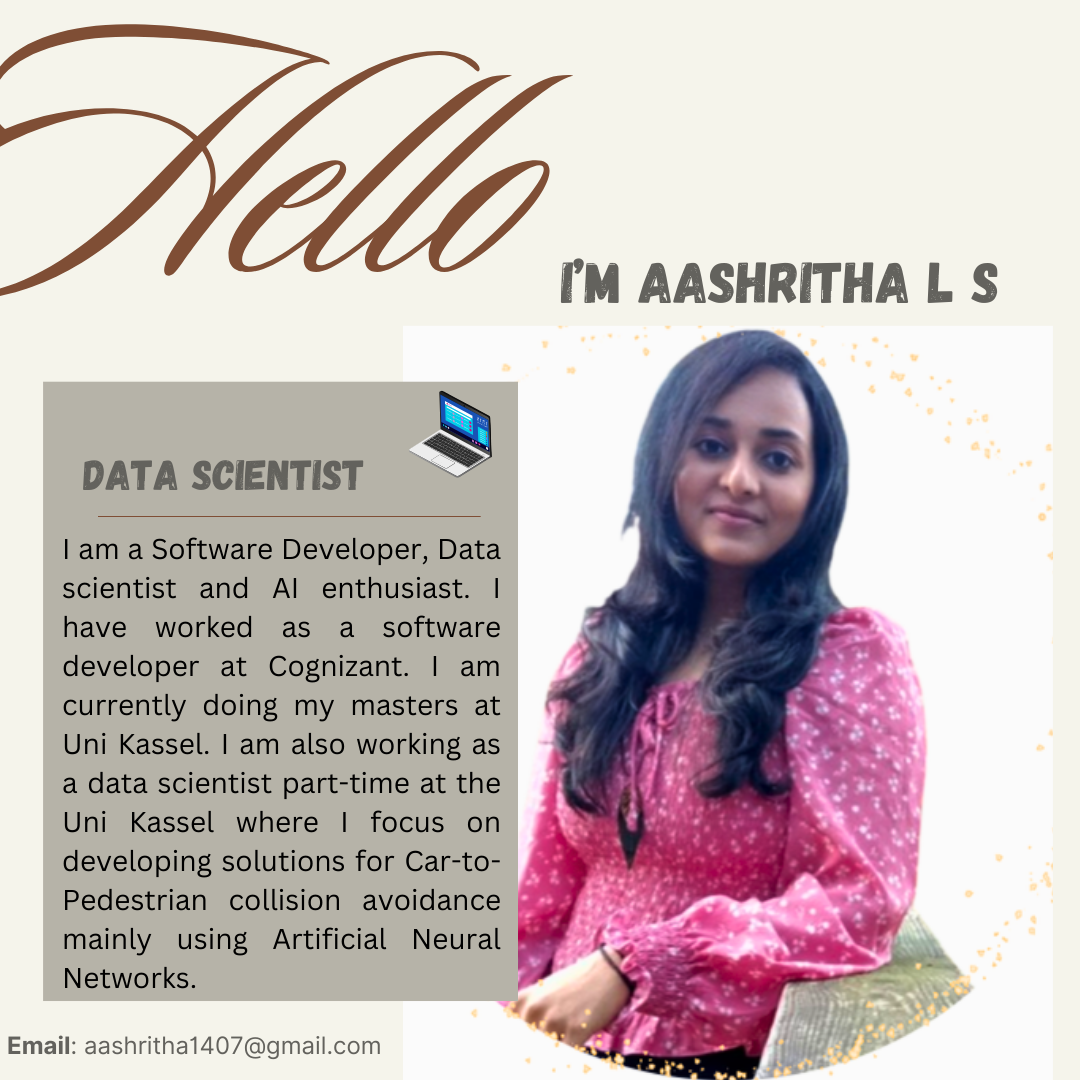 Hello
I'M AASHRITHA L S
DATA SCIENTIST
I am a Software Developer, Data
scientist and AI enthusiast. I
have worked as a software
developer at Cognizant. I am
currently doing my masters at
Uni Kassel. I am also working as
a data scientist part-time at the
Uni Kassel where I focus on
developing solutions for Car-to-
Pedestrian collision avoidance
mainly using Artificial Neural
Networks.
Email: aashritha1407@gmail.com